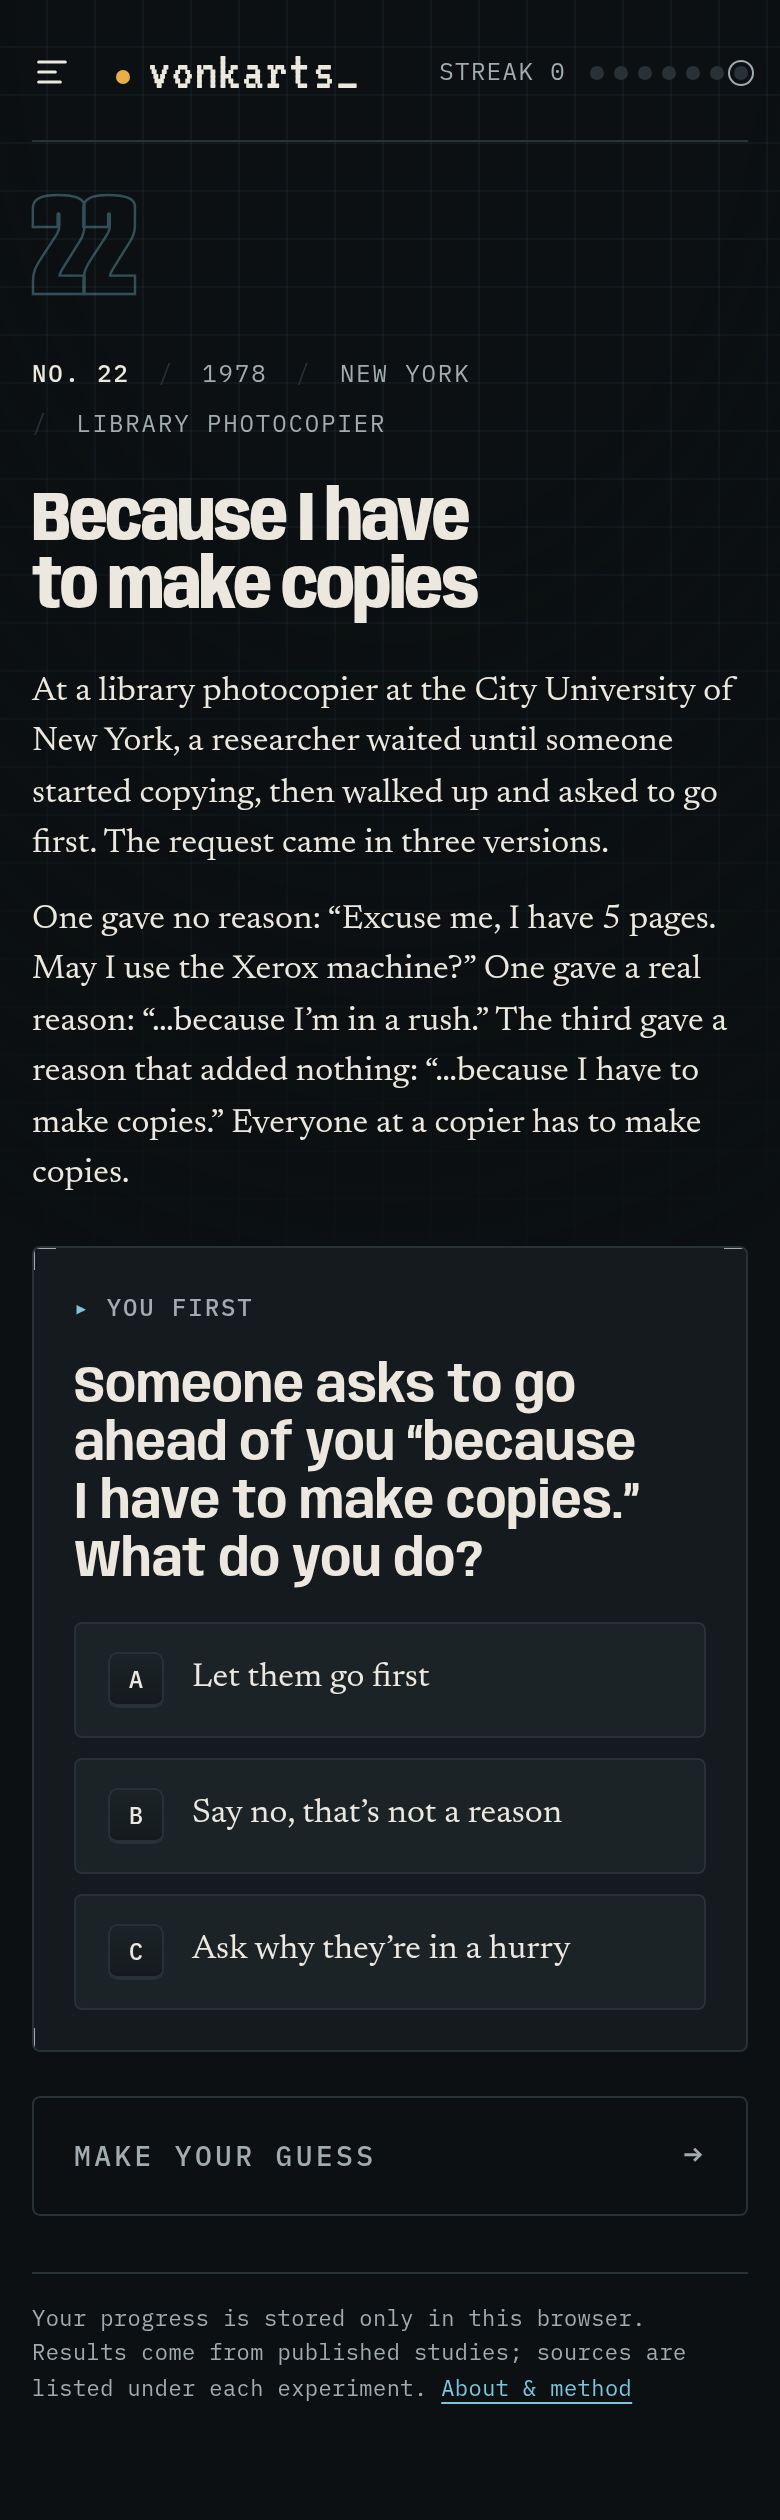 vonkarts_
STREAK 0
22
NO. 22 / 1978 / NEW YORK
/ LIBRARY PHOTOCOPIER
Because I have
to make copies
At a library photocopier at the City University of
New York, a researcher waited until someone
started copying, then walked up and asked to go
first. The request came in three versions.
One gave no reason: “Excuse me, I have 5 pages.
May I use the Xerox machine?” One gave a real
reason: “…because I’m in a rush.” The third gave a
reason that added nothing: “…because I have to
make copies.” Everyone at a copier has to make
copies.
▸ YOU FIRST
Someone asks to go
ahead of you “because
I have to make copies.”
What do you do?
A Let them go first
B Say no, that’s not a reason
C Ask why they’re in a hurry
MAKE YOUR GUESS →
Your progress is stored only in this browser.
Results come from published studies; sources are
listed under each experiment. About & method